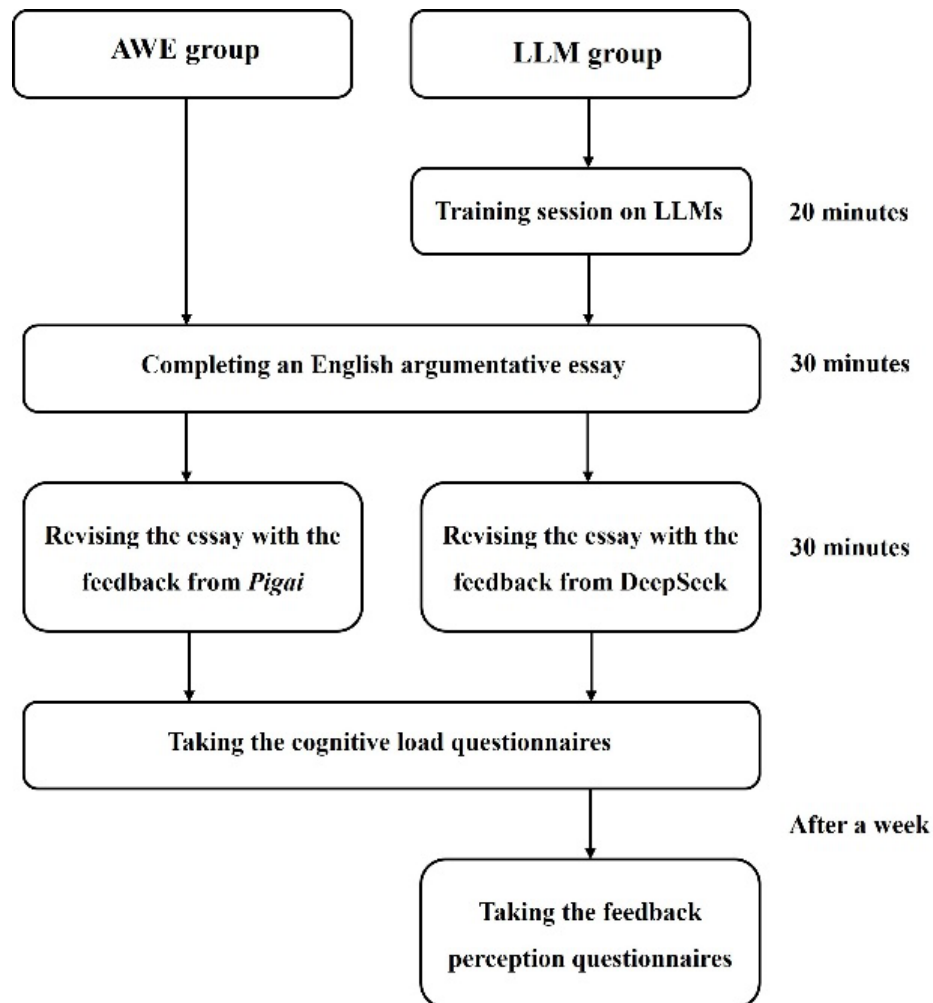 AWE group
LLM group
Training session on LLMs
20 minutes
Completing an English argumentative essay
30 minutes
Revising the essay with the
feedback from Pigai
Revising the essay with the
feedback from DeepSeek
30 minutes
Taking the cognitive load questionnaires
After a week
Taking the feedback
perception questionnaires